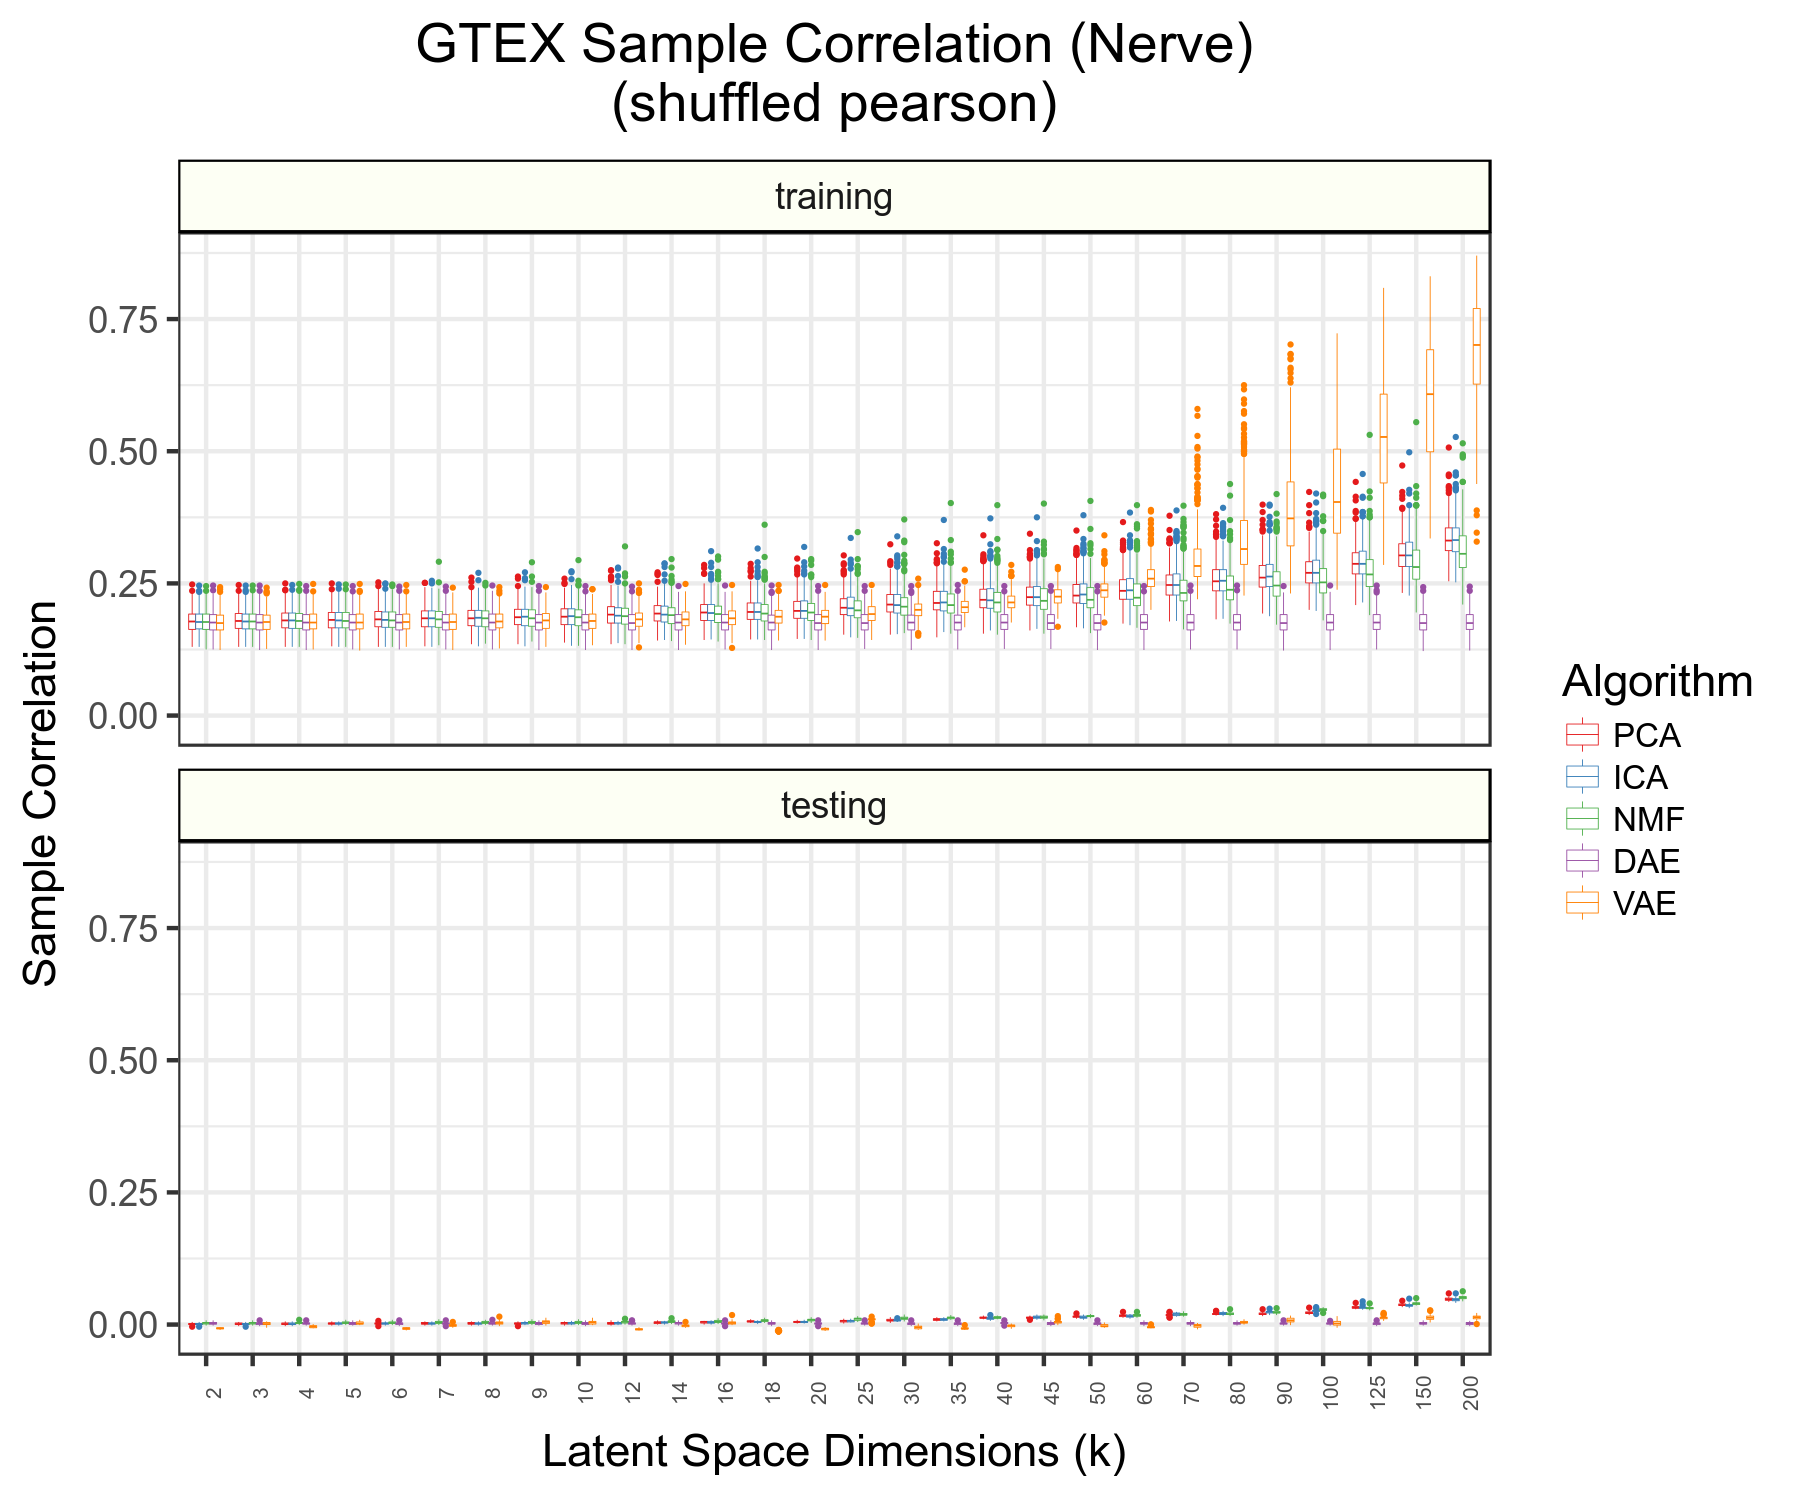 GTEX Sample Correlation (Nerve)
(shuffled pearson)
training
0.75
0.50
0.25
0.00
testing
0.75
0.50
0.25
0.00
Sample Correlation
2 3 4 5 6 7 8 9 10 12 14 16 18 20 25 30 35 40 45 50 60 70 80 90 100 125 150 200
Latent Space Dimensions (k)
Algorithm
PCA
ICA
NMF
DAE
VAE